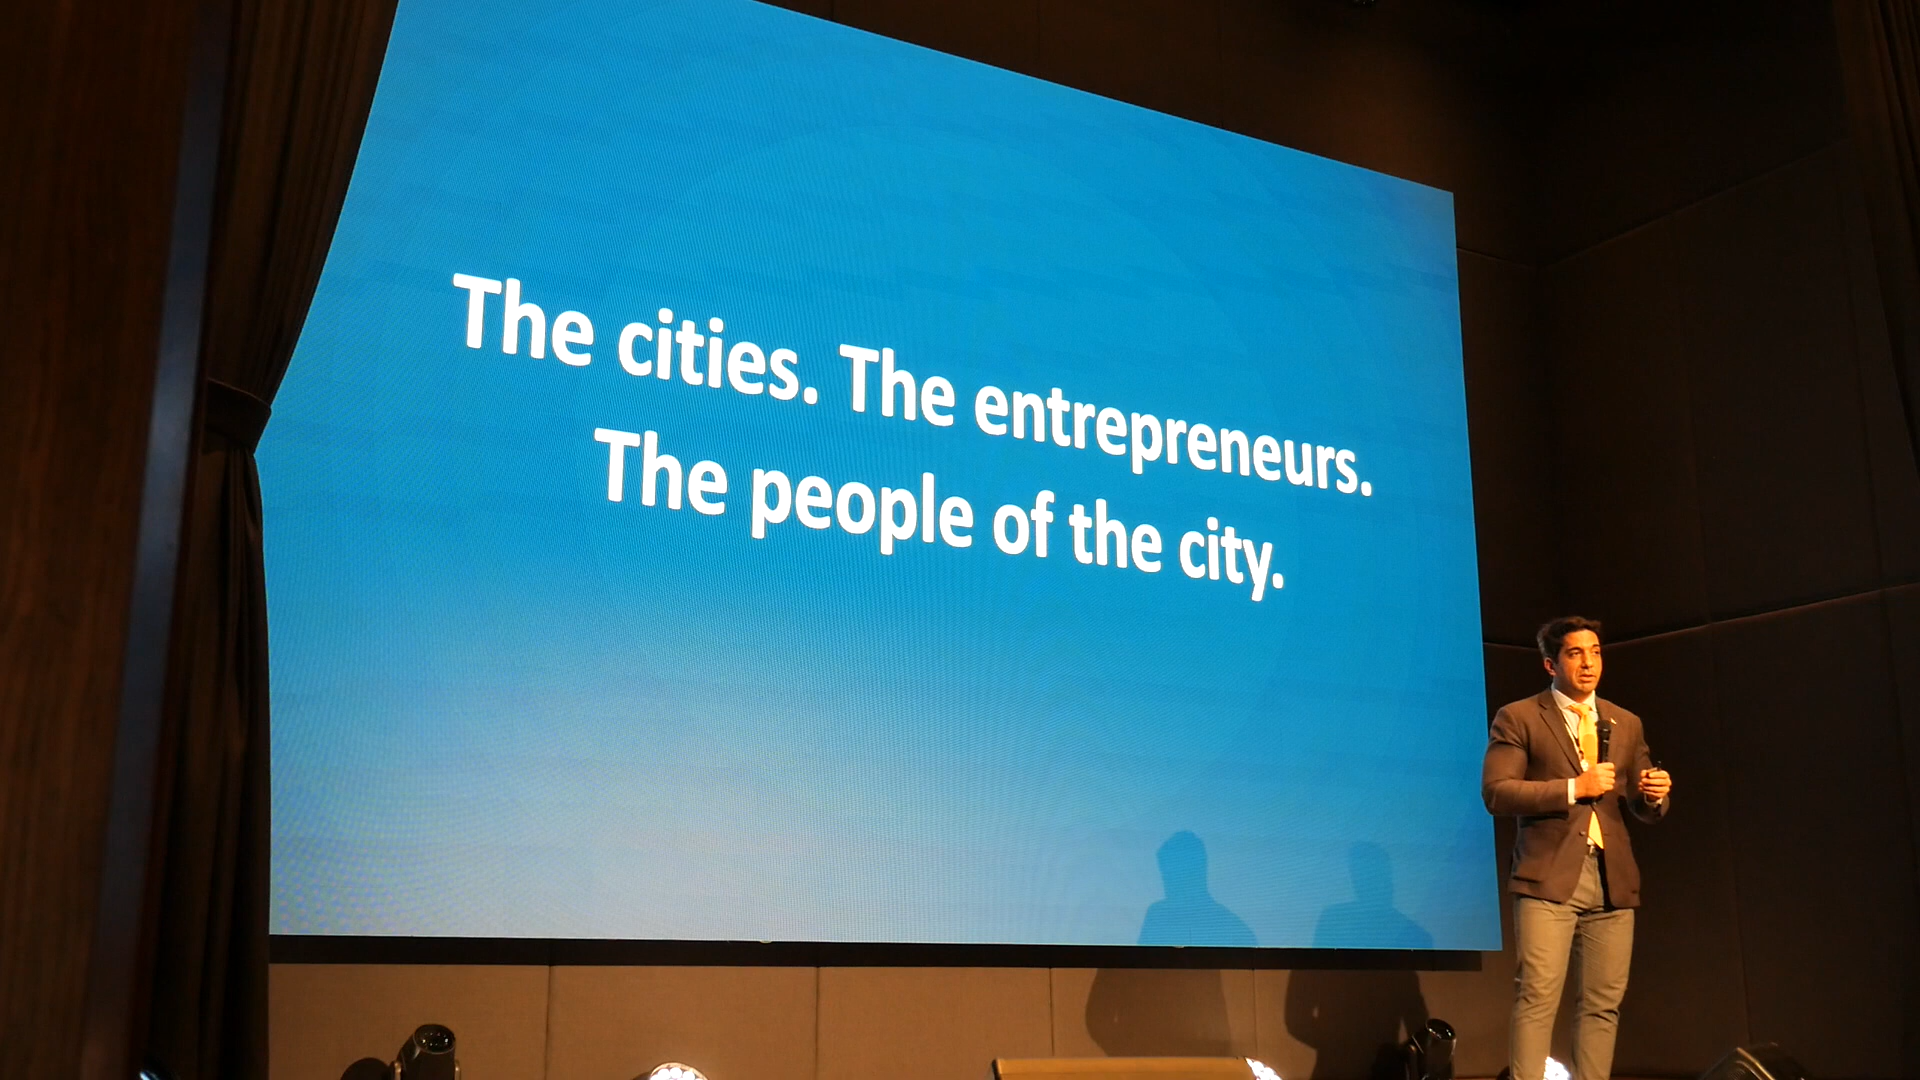 The cities. The entrepreneurs.
The people of the city.